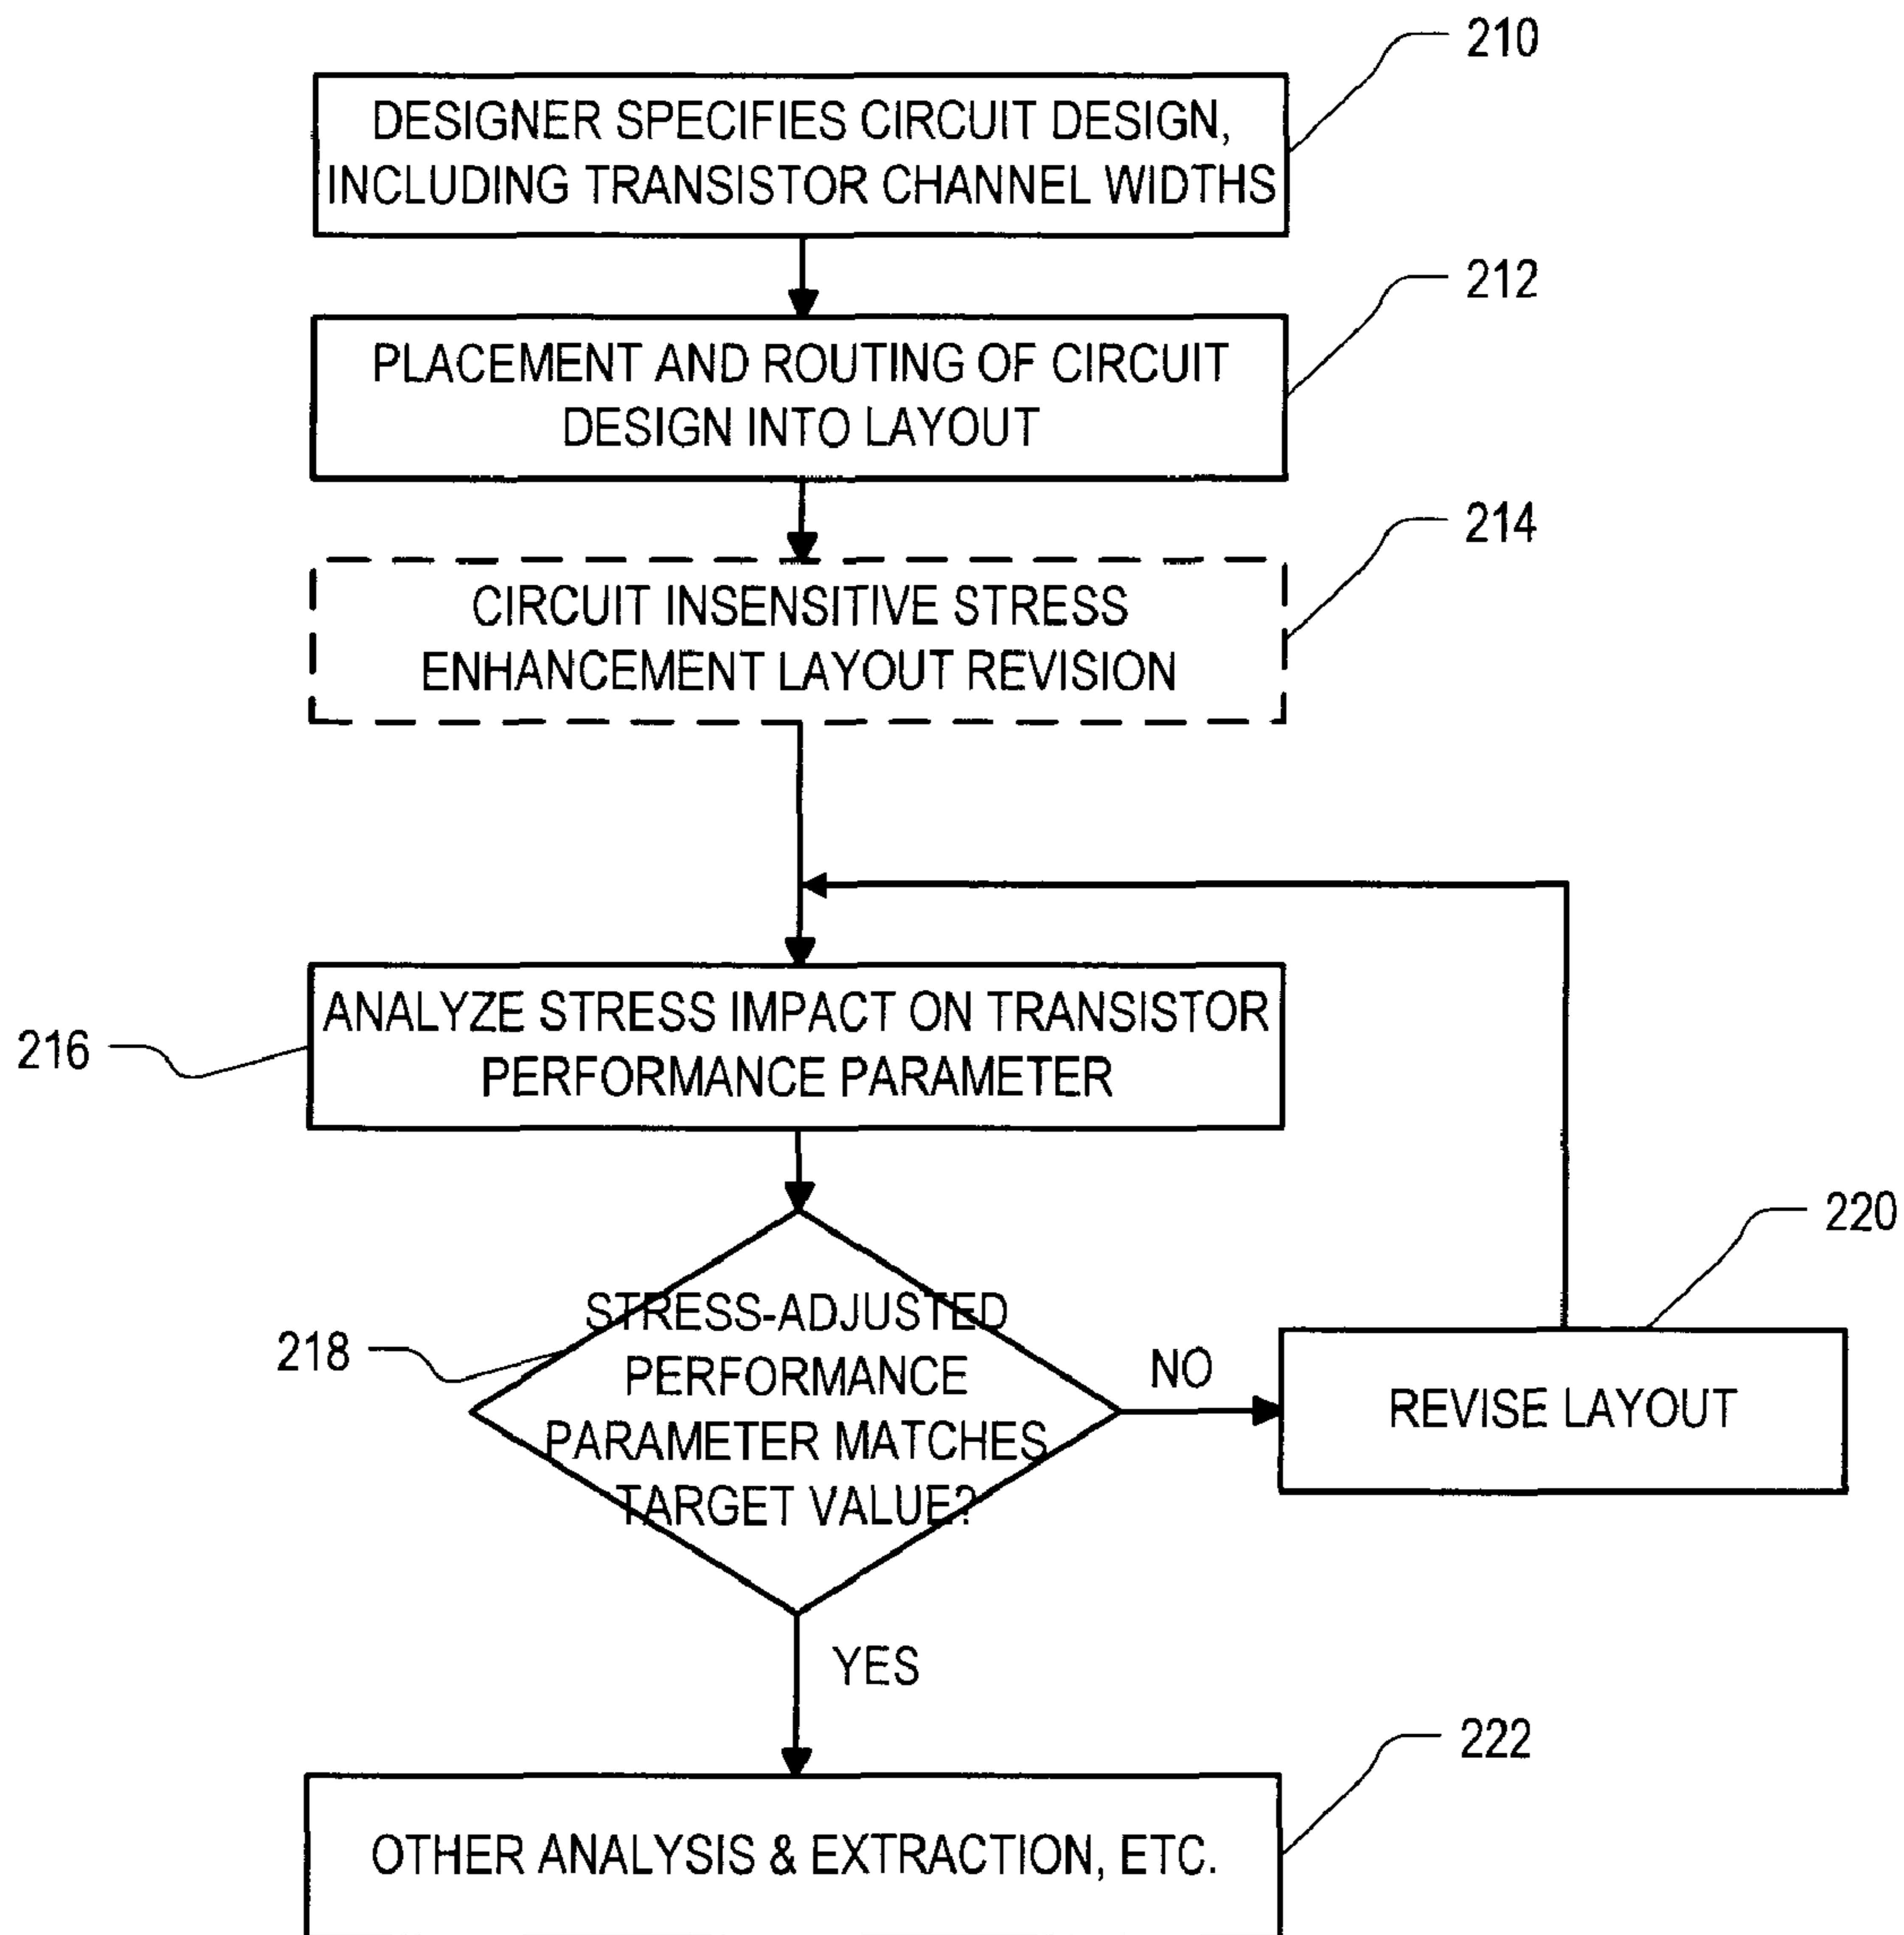 210
DESIGNER SPECIFIES CIRCUIT DESIGN,
INCLUDING TRANSISTOR CHANNEL WIDTHS
212
PLACEMENT AND ROUTING OF CIRCUIT
DESIGN INTO LAYOUT
214
CIRCUIT INSENSITIVE STRESS
ENHANCEMENT LAYOUT REVISION
216
ANALYZE STRESS IMPACT ON TRANSISTOR
PERFORMANCE PARAMETER
218
STRESS-ADJUSTED
PERFORMANCE
PARAMETER MATCHES
TARGET VALUE?
NO
220
REVISE LAYOUT
YES
222
OTHER ANALYSIS & EXTRACTION, ETC.